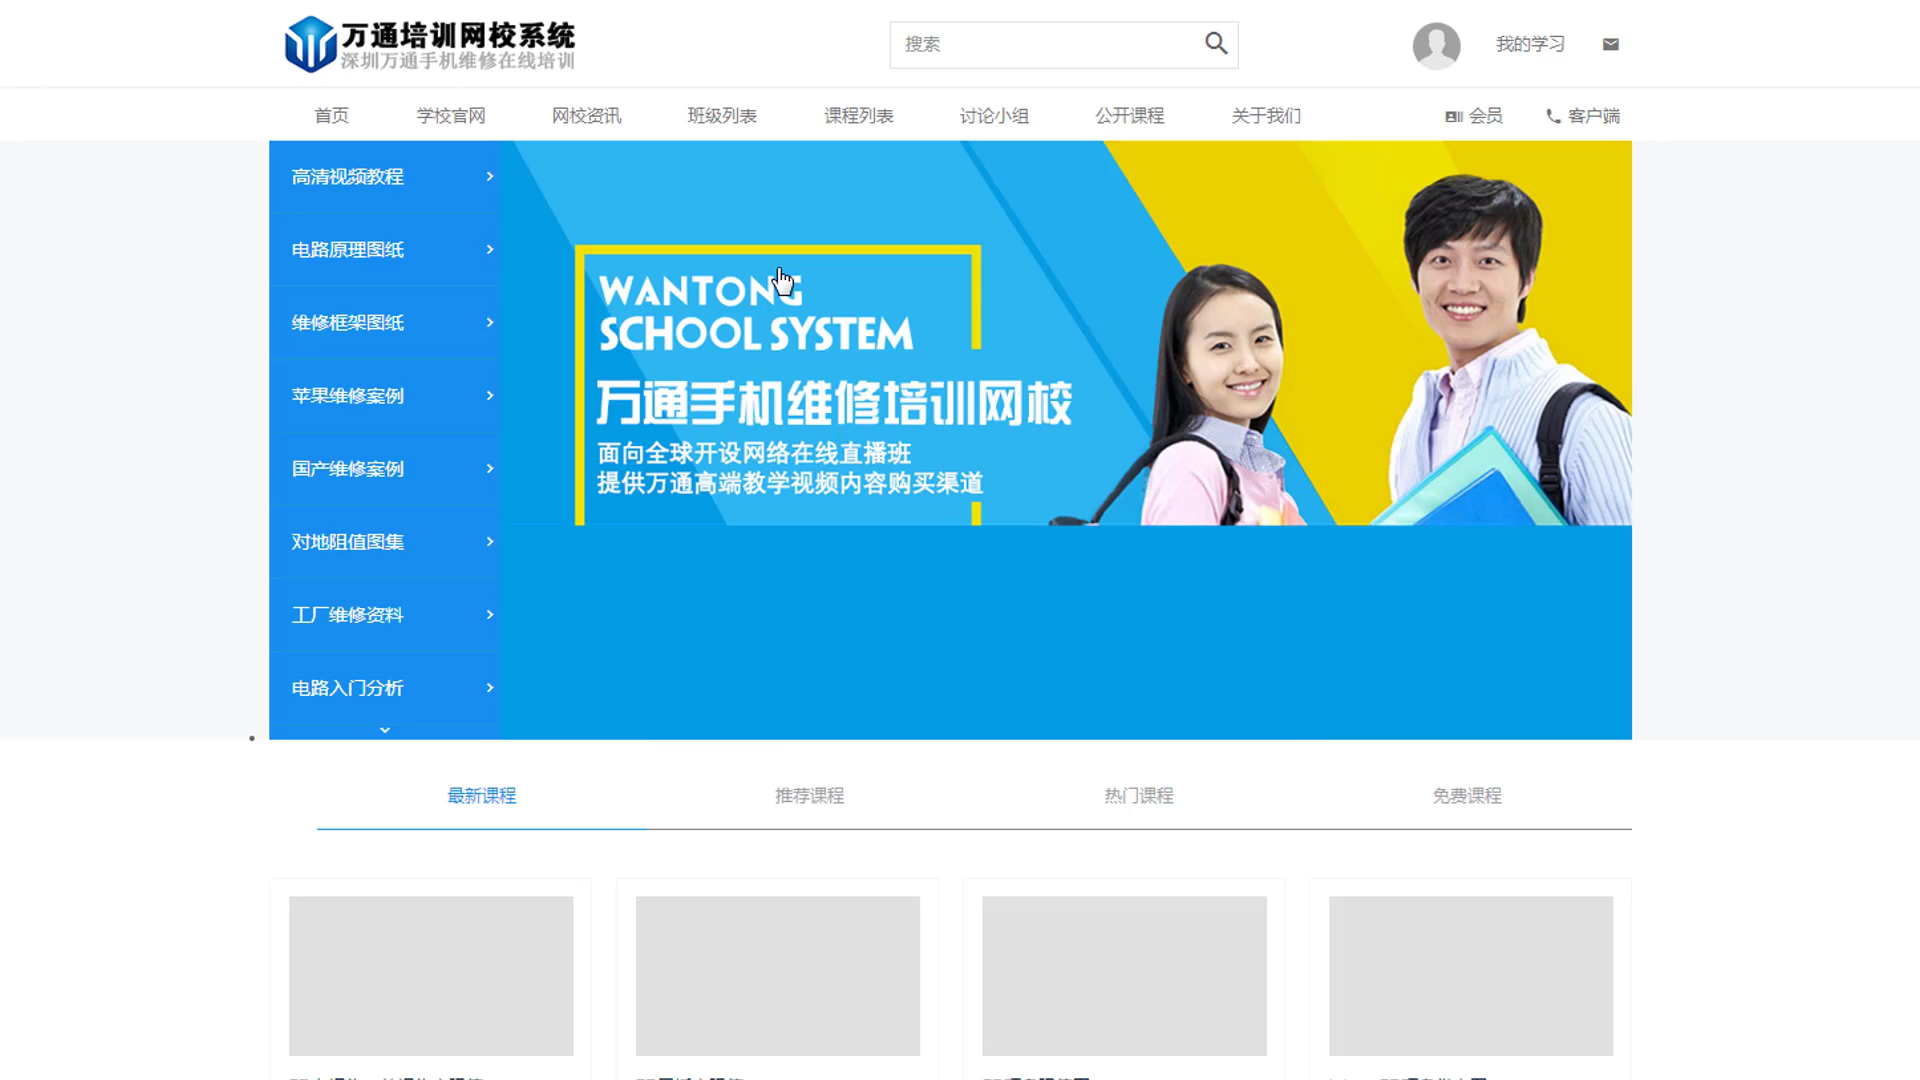 万通培训网校系统
深圳万通手机维修在线培训
搜索
我的学习
首页
学校官网
网校资讯
班级列表
课程列表
讨论小组
公开课程
关于我们
会员
客户端
高清视频教程
电路原理图纸
维修框架图纸
苹果维修案例
国产维修案例
对地阻值图集
工厂维修资料
电路入门分析
WANTONG
SCHOOL SYSTEM
万通手机维修培训网校
面向全球开设网络在线直播班
提供万通高端教学视频内容购买渠道
最新课程
推荐课程
热门课程
免费课程